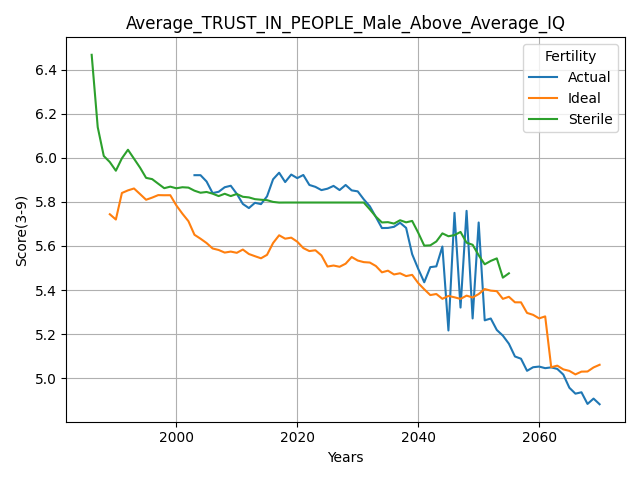 Average_TRUST_IN_PEOPLE_Male_Above_Average_IQ
Fertility
Actual
Ideal
Sterile
Score(3-9)
6.4
6.2
6.0
5.8
5.6
5.4
5.2
5.0
2000
2020
2040
2060
Years